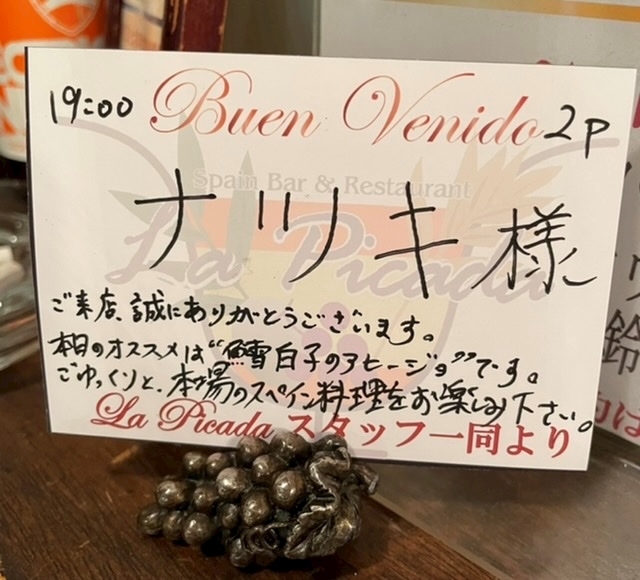 19:00 Buen Venido 2P
Spain Bar & Restaurant
La Picada
ナツキ様
ご来店、誠にありがとうございます。
本日のオススメは“鱈白子のアヒージョ”です。
ごゆっくりと、本場のスペイン料理をお楽しみ下さい。
La Picada スタッフ一同より
鈴
は